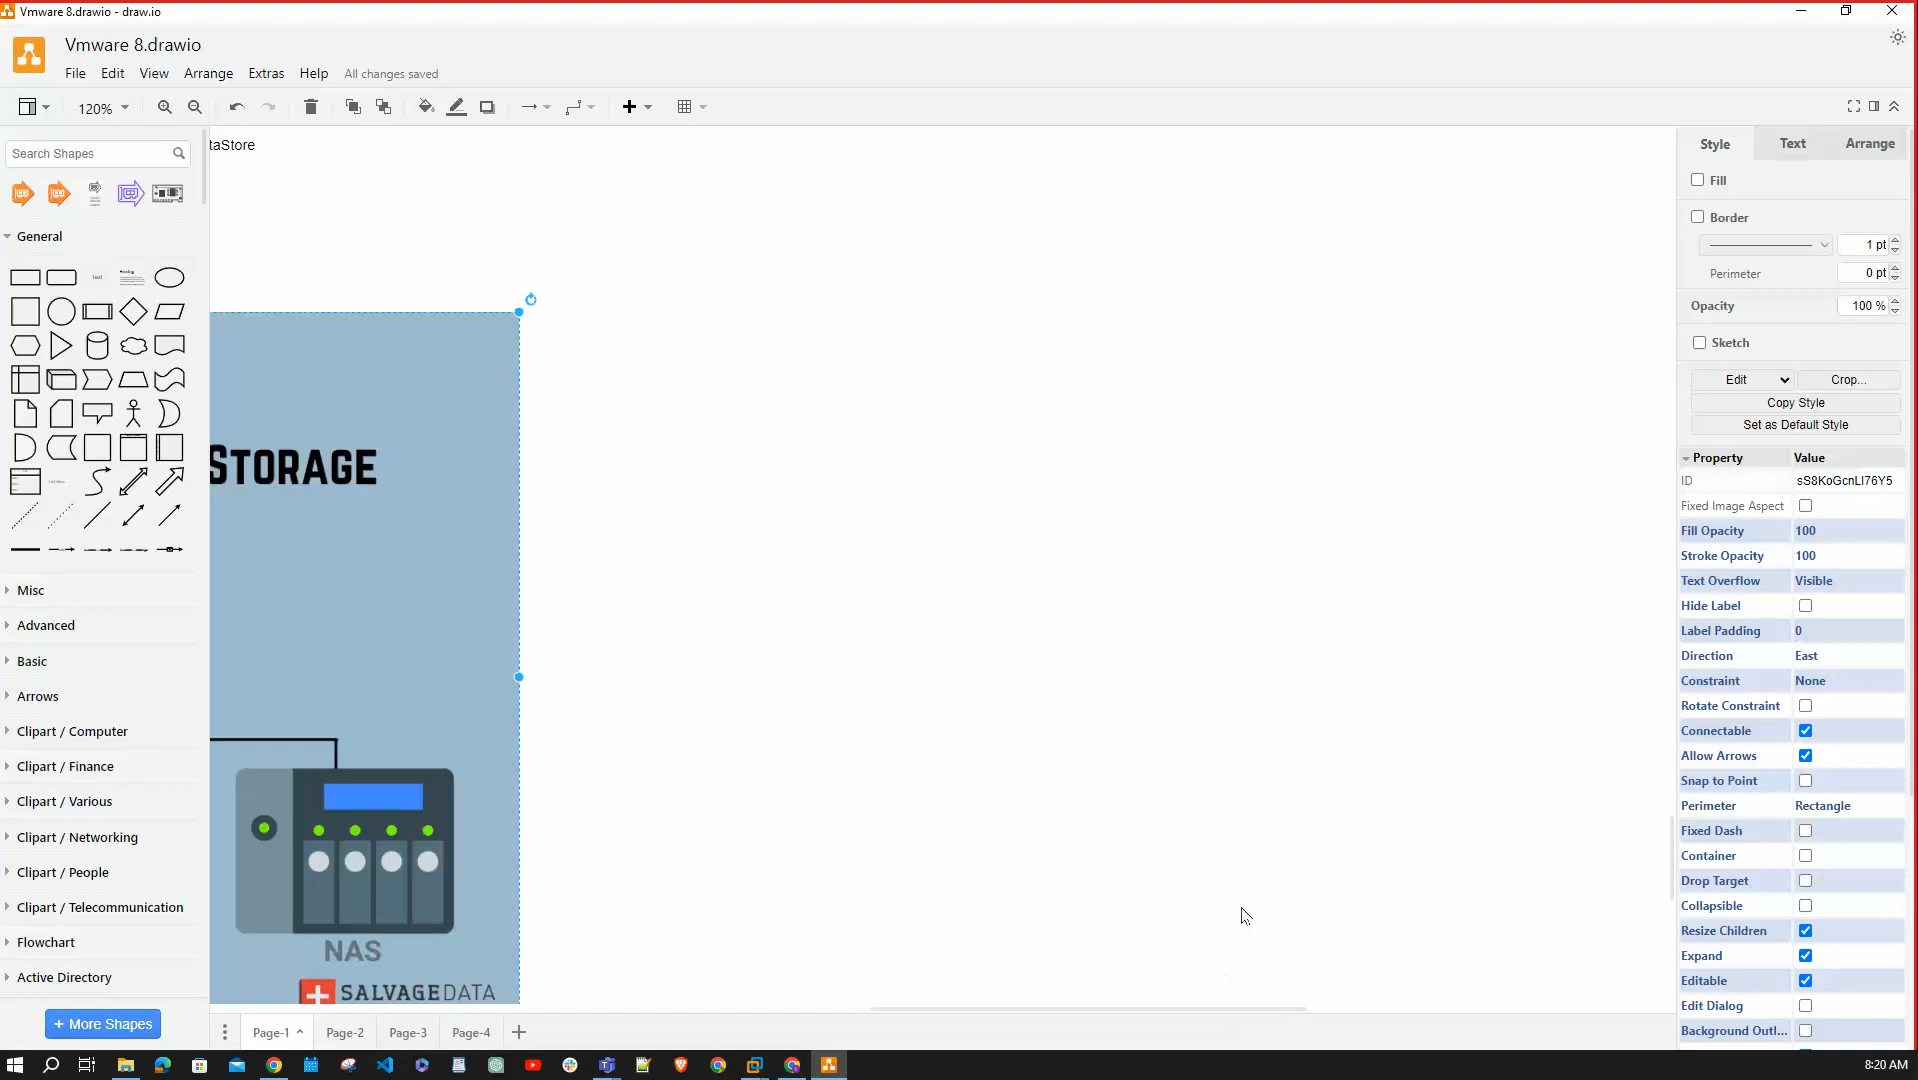 Vmware 8.drawio - draw.io
Vmware 8.drawio
File Edit View Arrange Extras Help All changes saved
120%
Search Shapes
General
Text
Heading
Misc
Advanced
Basic
Arrows
Clipart / Computer
Clipart / Finance
Clipart / Various
Clipart / Networking
Clipart / People
Clipart / Telecommunication
Flowchart
Active Directory
+ More Shapes
taStore
STORAGE
NAS
SALVAGEDATA
Page-1 Page-2 Page-3 Page-4
Style Text Arrange
Fill
Border
1 pt
Perimeter 0 pt
Opacity 100 %
Sketch
Edit Crop...
Copy Style
Set as Default Style
Property Value
ID sS8KoGcnLl76Y5
Fixed Image Aspect
Fill Opacity 100
Stroke Opacity 100
Text Overflow Visible
Hide Label
Label Padding 0
Direction East
Constraint None
Rotate Constraint
Connectable
Allow Arrows
Snap to Point
Perimeter Rectangle
Fixed Dash
Container
Drop Target
Collapsible
Resize Children
Expand
Editable
Edit Dialog
Background Outl...
8:20 AM